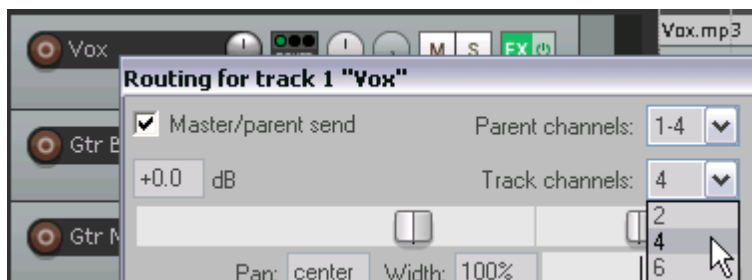 Vox M S FX Vox.mp3
Routing for track 1 "Vox"
Master/parent send Parent channels: 1-4
Gtr
+0.0 dB Track channels: 4
2
Gtr 4
Pan: center Width: 100% 6